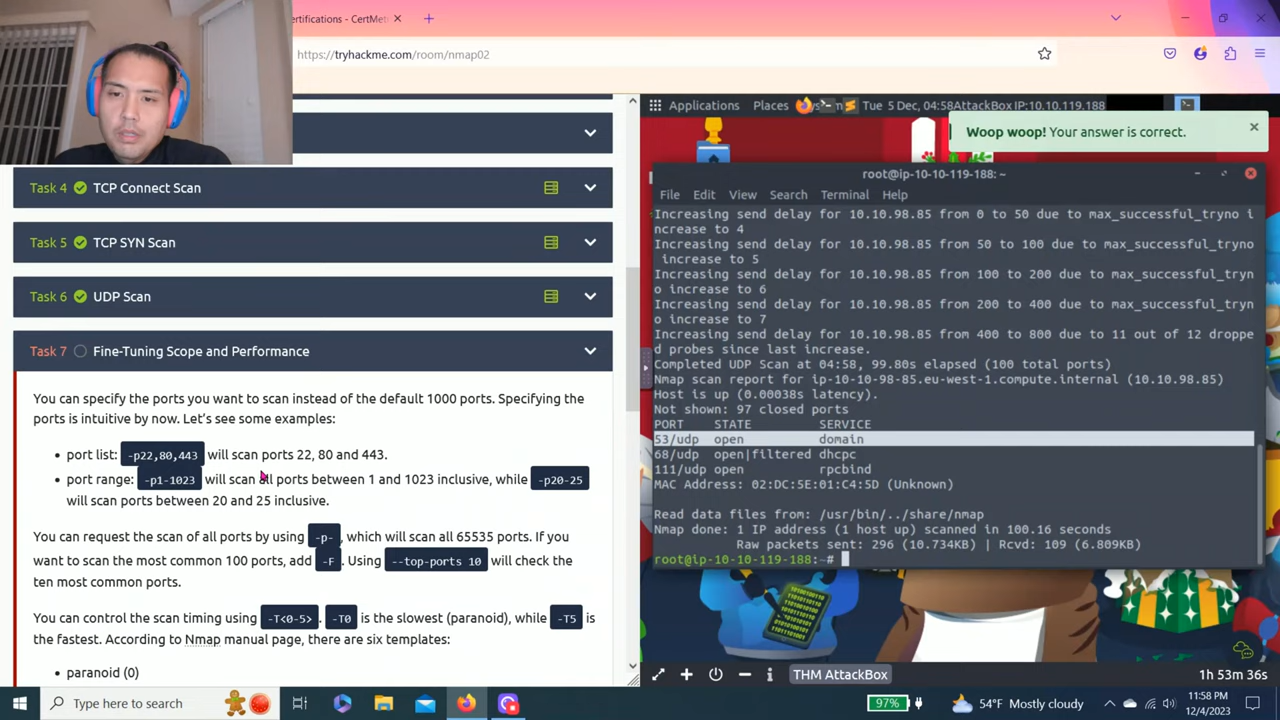 ertifications - CertMet
https://tryhackme.com/room/nmap02
Task 4 TCP Connect Scan
Task 5 TCP SYN Scan
Task 6 UDP Scan
Task 7 Fine-Tuning Scope and Performance
You can specify the ports you want to scan instead of the default 1000 ports. Specifying the
ports is intuitive by now. Let's see some examples:
• port list: -p22,80,443 will scan ports 22, 80 and 443.
• port range: -p1-1023 will scan all ports between 1 and 1023 inclusive, while -p20-25
will scan ports between 20 and 25 inclusive.
You can request the scan of all ports by using -p-, which will scan all 65535 ports. If you
want to scan the most common 100 ports, add -F. Using --top-ports 10 will check the
ten most common ports.
You can control the scan timing using -T<0-5>. -T0 is the slowest (paranoid), while -T5 is
the fastest. According to Nmap manual page, there are six templates:
• paranoid (0)
Applications Places Tue 5 Dec, 04:58 AttackBox IP:10.10.119.188
Woop woop! Your answer is correct.
root@ip-10-10-119-188: ~
File Edit View Search Terminal Help
Increasing send delay for 10.10.98.85 from 0 to 50 due to max_successful_tryno i
ncrease to 4
Increasing send delay for 10.10.98.85 from 50 to 100 due to max_successful_tryno
increase to 5
Increasing send delay for 10.10.98.85 from 100 to 200 due to max_successful_tryn
o increase to 6
Increasing send delay for 10.10.98.85 from 200 to 400 due to max_successful_tryn
o increase to 7
Increasing send delay for 10.10.98.85 from 400 to 800 due to 11 out of 12 droppe
d probes since last increase.
Completed UDP Scan at 04:58, 99.80s elapsed (100 total ports)
Nmap scan report for ip-10-10-98-85.eu-west-1.compute.internal (10.10.98.85)
Host is up (0.00038s latency).
Not shown: 97 closed ports
PORT STATE SERVICE
53/udp open domain
68/udp open|filtered dhcpc
111/udp open rpcbind
MAC Address: 02:DC:5E:01:C4:5D (Unknown)
Read data files from: /usr/bin/../share/nmap
Nmap done: 1 IP address (1 host up) scanned in 100.16 seconds
Raw packets sent: 296 (10.734KB) | Rcvd: 109 (6.809KB)
root@ip-10-10-119-188:~#
THM AttackBox
1h 53m 36s
Type here to search
97%
54°F Mostly cloudy
11:58 PM
12/4/2023